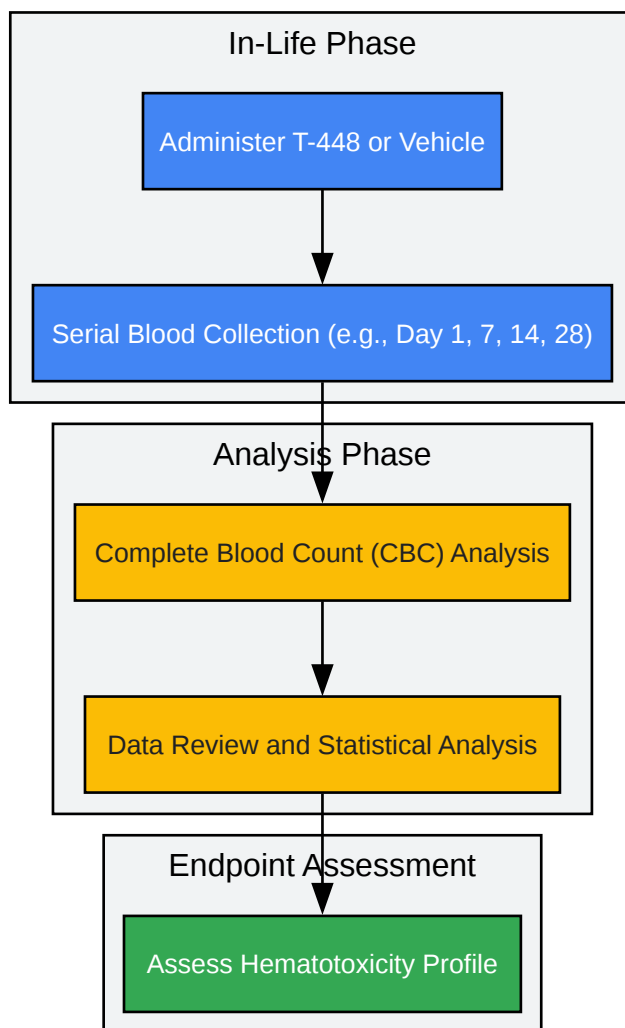 In-Life Phase
Administer T-448 or Vehicle
Serial Blood Collection (e.g., Day 1, 7, 14, 28)
Analysis Phase
Complete Blood Count (CBC) Analysis
Data Review and Statistical Analysis
Endpoint Assessment
Assess Hematotoxicity Profile